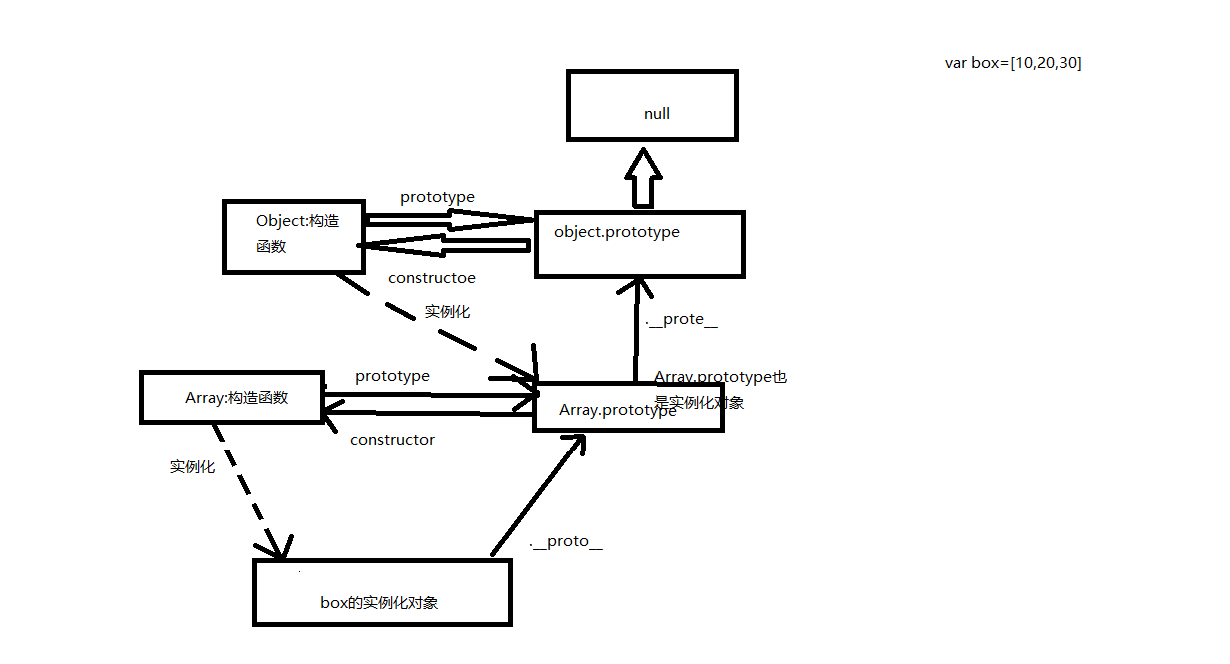 var box=[10,20,30]
null
prototype
Object:构造
函数
object.prototype
constructoe
实例化
.__prote__
prototype
Array.prototype也
是实例化对象
Array:构造函数
Array.prototype
constructor
实例化
.__proto__
box的实例化对象